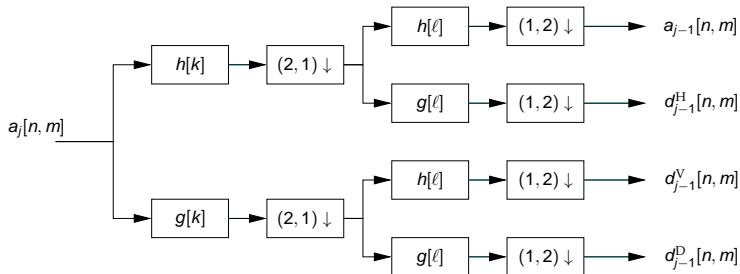 h[ℓ] (1, 2) ↓ a_{j−1}[n, m]
h[k] (2, 1) ↓
g[ℓ] (1, 2) ↓ d^H_{j−1}[n, m]
a_j[n, m]
h[ℓ] (1, 2) ↓ d^V_{j−1}[n, m]
g[k] (2, 1) ↓
g[ℓ] (1, 2) ↓ d^D_{j−1}[n, m]